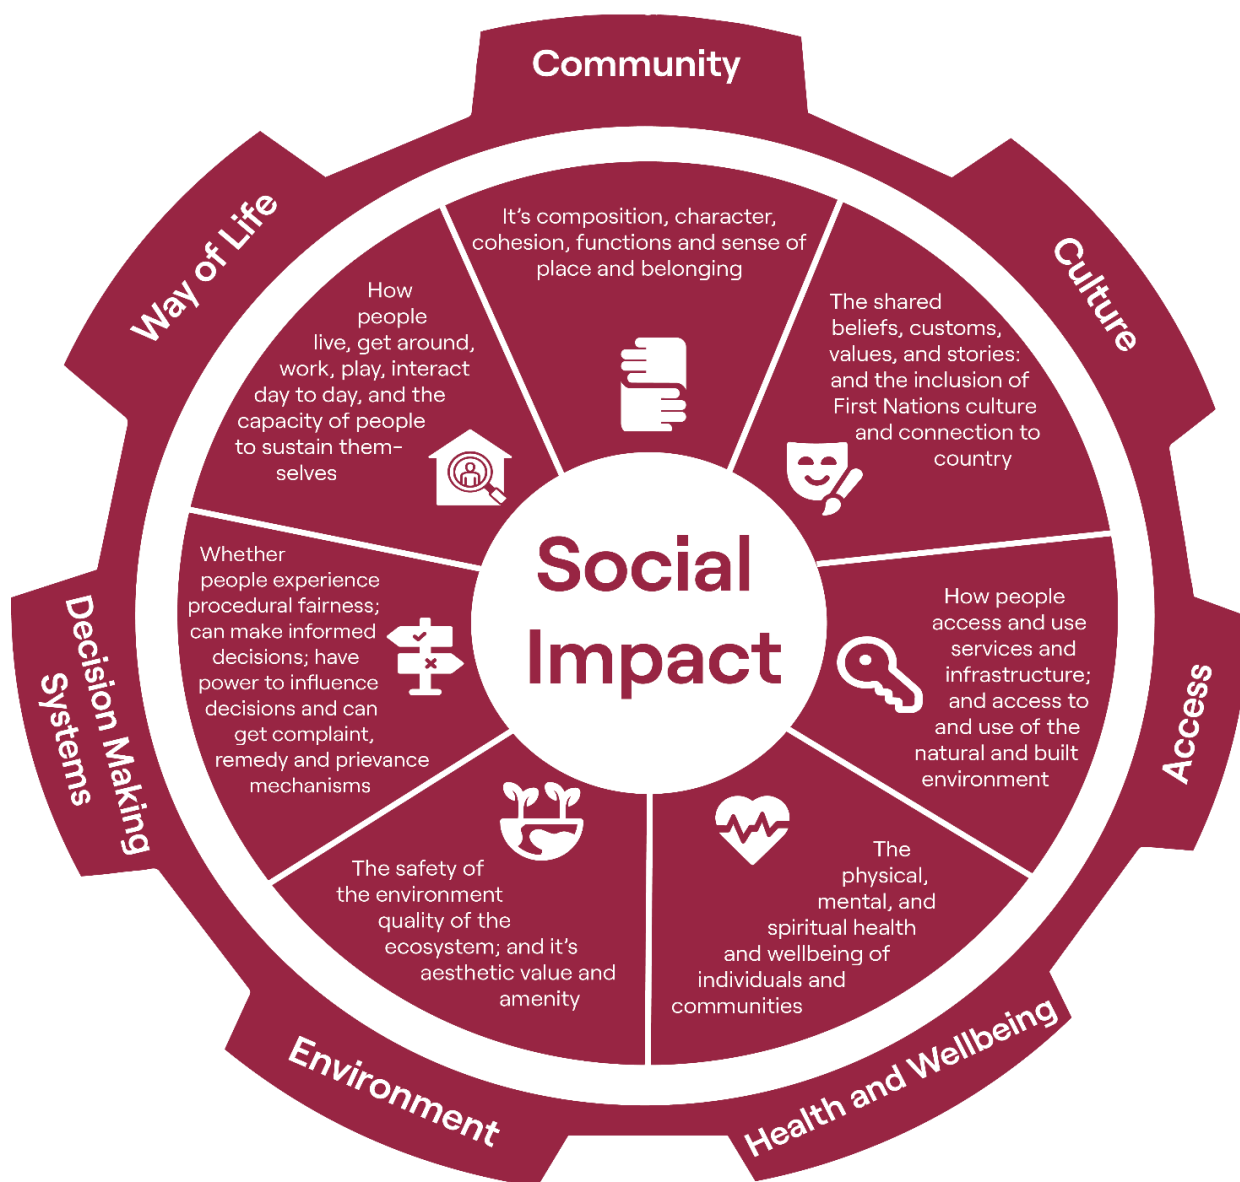 Community
It's composition, character,
cohesion, functions and sense of
place and belonging
Culture
The shared
beliefs, customs,
values, and stories:
and the inclusion of
First Nations culture
and connection to
country
Access
How people
access and use
services and
infrastructure;
and access to
and use of the
natural and built
environment
Health and Wellbeing
The
physical,
mental, and
spiritual health
and wellbeing of
individuals and
communities
Environment
The safety of
the environment
quality of the
ecosystem; and it's
aesthetic value and
amenity
Decision Making
Systems
Whether
people experience
procedural fairness;
can make informed
decisions; have
power to influence
decisions and can
get complaint,
remedy and prievance
mechanisms
Way of Life
How
people
live, get around,
work, play, interact
day to day, and the
capacity of people
to sustain them-
selves
Social
Impact